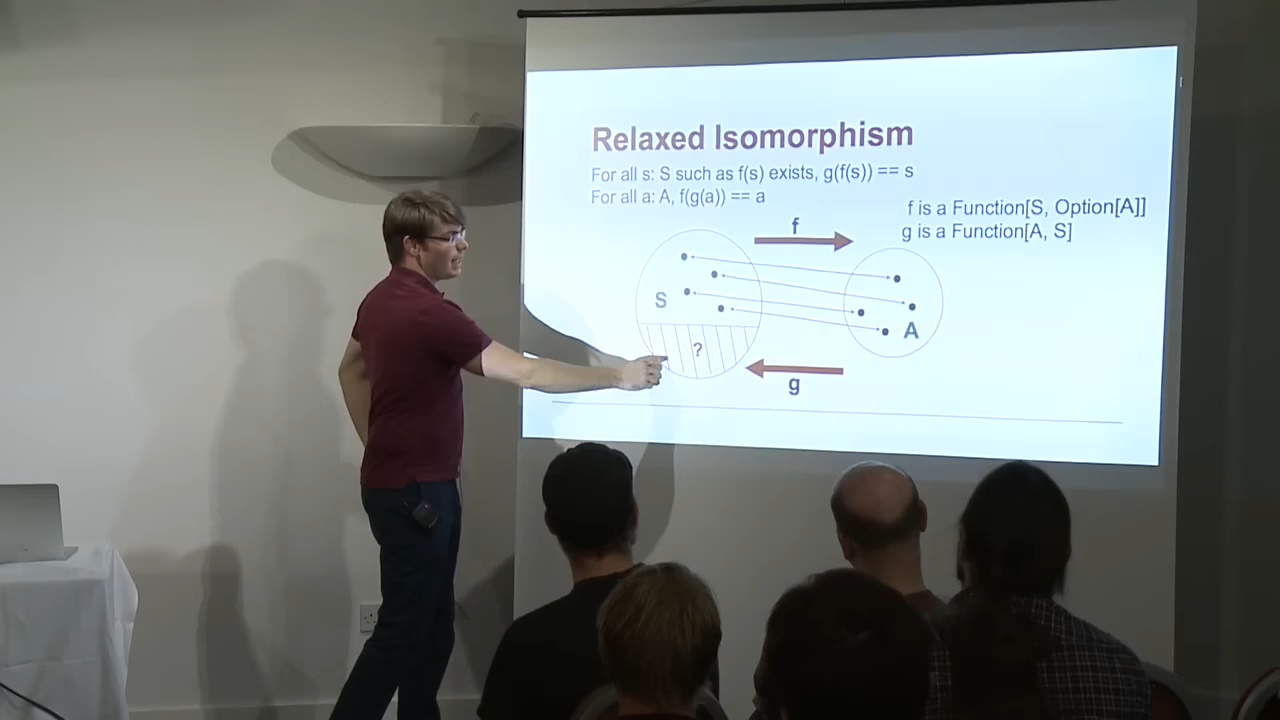 Relaxed Isomorphism
For all s: S such as f(s) exists, g(f(s)) == s
For all a: A, f(g(a)) == a
f is a Function[S, Option[A]]
g is a Function[A, S]
f
S
A
?
g